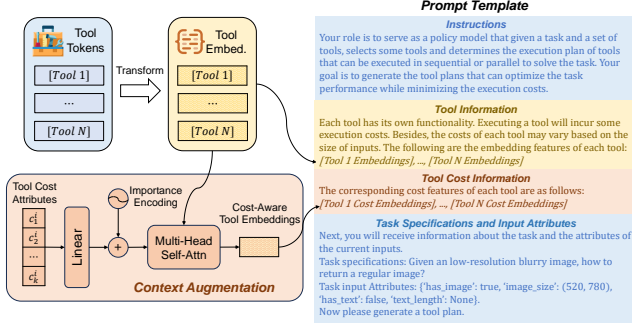 Tool
Tokens
[Tool 1]
...
[Tool N]
Transform
Tool
Embed.
[Tool 1]
...
[Tool N]
Tool Cost
Attributes
c_1^i
c_2^i
...
c_k^i
Linear
Importance
Encoding
+
Multi-Head
Self-Attn
Cost-Aware
Tool Embeddings
Context Augmentation
Prompt Template
Instructions
Your role is to serve as a policy model that given a task and a set of
tools, selects some tools and determines the execution plan of tools
that can be executed in sequential or parallel to solve the task. Your
goal is to generate the tool plans that can optimize the task
performance while minimizing the execution costs.
Tool Information
Each tool has its own functionality. Executing a tool will incur some
execution costs. Besides, the costs of each tool may vary based on the
size of inputs. The following are the embedding features of each tool:
[Tool 1 Embeddings], ..., [Tool N Embeddings]
Tool Cost Information
The corresponding cost features of each tool are as follows:
[Tool 1 Cost Embeddings], ..., [Tool N Cost Embeddings]
Task Specifications and Input Attributes
Next, you will receive information about the task and the attributes of
the current inputs.
Task specifications: Given an low-resolution blurry image, how to
return a regular image?
Task input Attributes: {'has_image': true, 'image_size': (520, 780),
'has_text': false, 'text_length': None}.
Now please generate a tool plan.